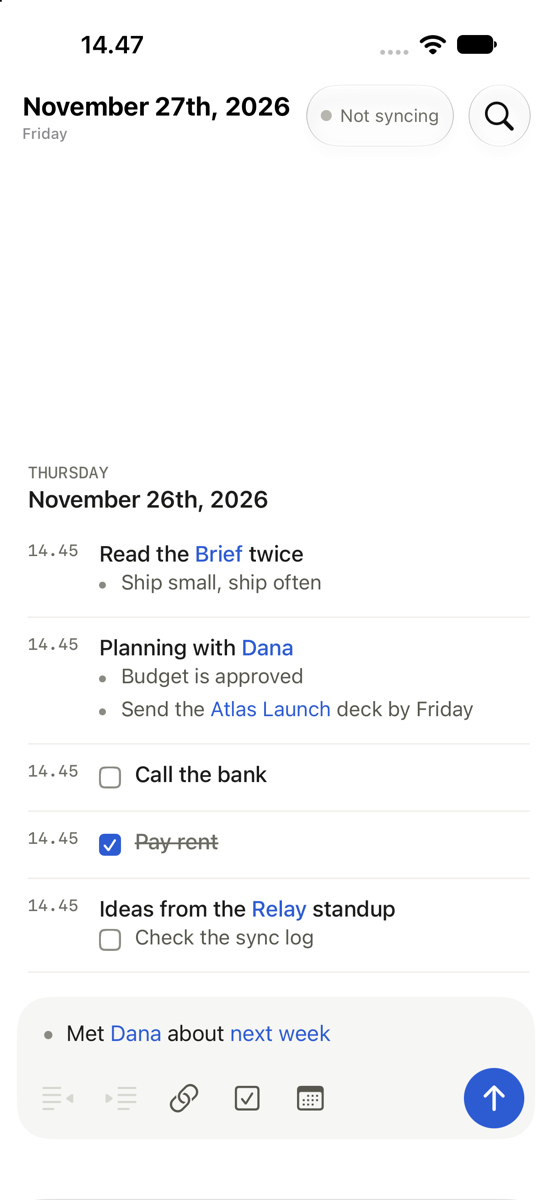 14.47
November 27th, 2026
Friday
Not syncing
THURSDAY
November 26th, 2026
14.45
Read the Brief twice
Ship small, ship often
14.45
Planning with Dana
Budget is approved
Send the Atlas Launch deck by Friday
14.45
Call the bank
14.45
Pay rent
14.45
Ideas from the Relay standup
Check the sync log
Met Dana about next week